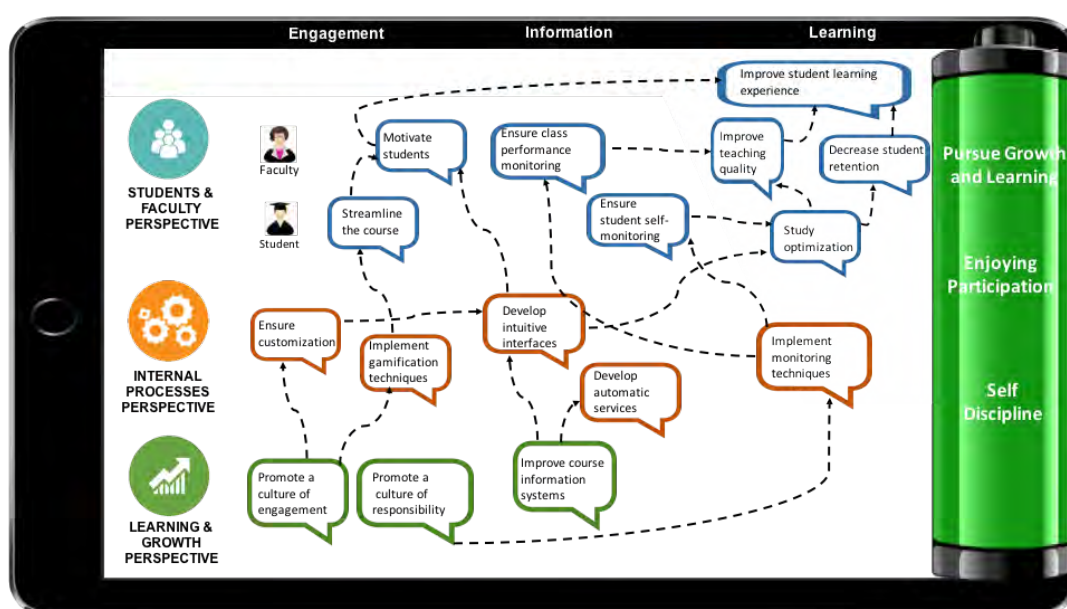 Engagement
Information
Learning
Improve student learning
experience
Motivate
students
Ensure class
performance
monitoring
Improve
teaching
quality
Decrease student
retention
Faculty
STUDENTS &
FACULTY
PERSPECTIVE
Student
Streamline
the course
Ensure
student self-
monitoring
Study
optimization
Pursue Growth
and Learning
Enjoying
Participation
Self
Discipline
INTERNAL
PROCESSES
PERSPECTIVE
Ensure
customization
Implement
gamification
techniques
Develop
intuitive
interfaces
Develop
automatic
services
Implement
monitoring
techniques
LEARNING &
GROWTH
PERSPECTIVE
Promote a
culture of
engagement
Promote a
culture of
responsibility
Improve course
information
systems